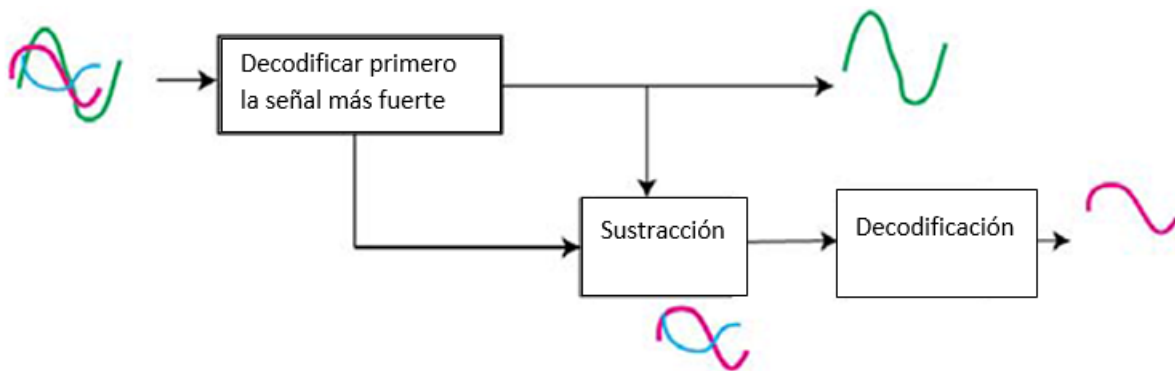 Decodificar primero
la señal más fuerte
Sustracción
Decodificación